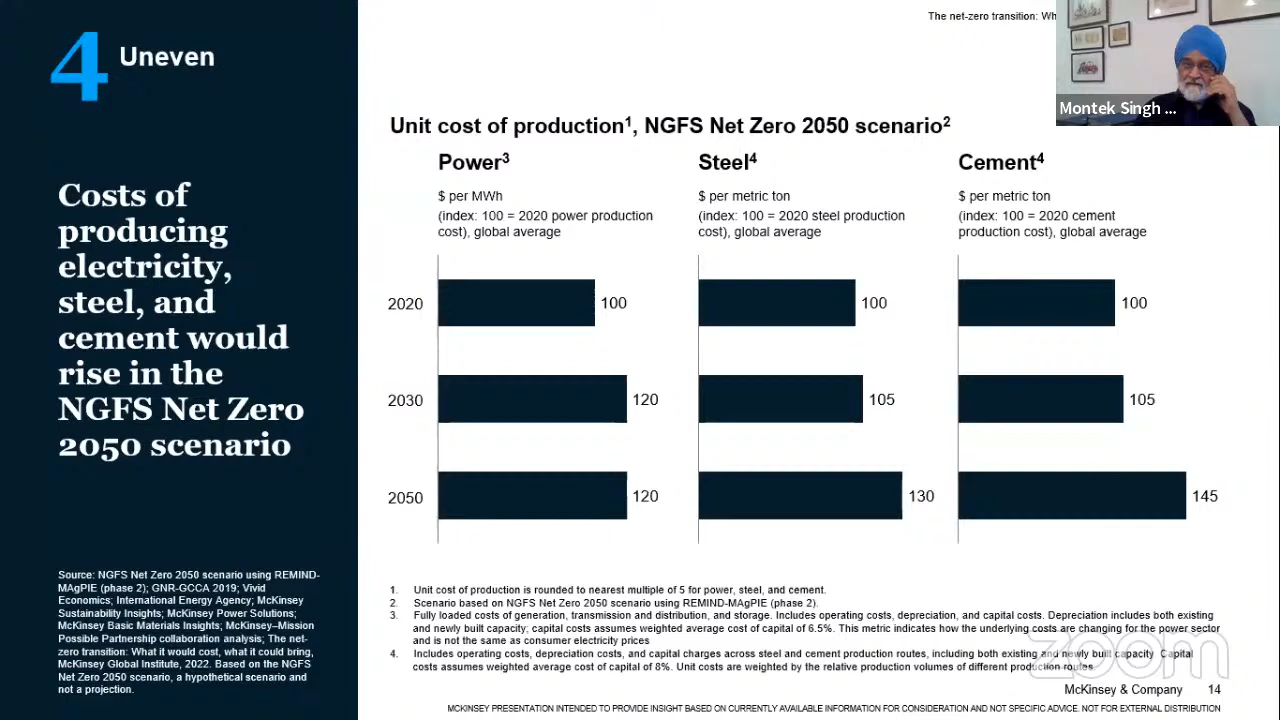 4 Uneven
Costs of
producing
electricity,
steel, and
cement would
rise in the
NGFS Net Zero
2050 scenario
Source: NGFS Net Zero 2050 scenario using REMIND-
MAgPIE (phase 2); GNR-GCCA 2019; Vivid
Economics; International Energy Agency; McKinsey
Sustainability Insights; McKinsey Power Solutions;
McKinsey Basic Materials Insights; McKinsey–Mission
Possible Partnership collaboration analysis; The net-
zero transition: What it would cost, what it could bring,
McKinsey Global Institute, 2022. Based on the NGFS
Net Zero 2050 scenario, a hypothetical scenario and
not a projection.
The net-zero transition: Wh
Montek Singh ...
Unit cost of production¹, NGFS Net Zero 2050 scenario²
Power³
$ per MWh
(index: 100 = 2020 power production
cost), global average
Steel⁴
$ per metric ton
(index: 100 = 2020 steel production
cost), global average
Cement⁴
$ per metric ton
(index: 100 = 2020 cement
production cost), global average
2020 100 100 100
2030 120 105 105
2050 120 130 145
1. Unit cost of production is rounded to nearest multiple of 5 for power, steel, and cement.
2. Scenario based on NGFS Net Zero 2050 scenario using REMIND-MAgPIE (phase 2).
3. Fully loaded costs of generation, transmission and distribution, and storage. Includes operating costs, depreciation, and capital costs. Depreciation includes both existing
and newly built capacity; capital costs assumes weighted average cost of capital of 6.5%. This metric indicates how the underlying costs are changing for the power sector
and is not the same as consumer electricity prices
4. Includes operating costs, depreciation costs, and capital charges across steel and cement production routes, including both existing and newly built capacity. Capital
costs assumes weighted average cost of capital of 8%. Unit costs are weighted by the relative production volumes of different production routes.
zoom
McKinsey & Company 14
MCKINSEY PRESENTATION INTENDED TO PROVIDE INSIGHT BASED ON CURRENTLY AVAILABLE INFORMATION FOR CONSIDERATION AND NOT SPECIFIC ADVICE. NOT FOR EXTERNAL DISTRIBUTION